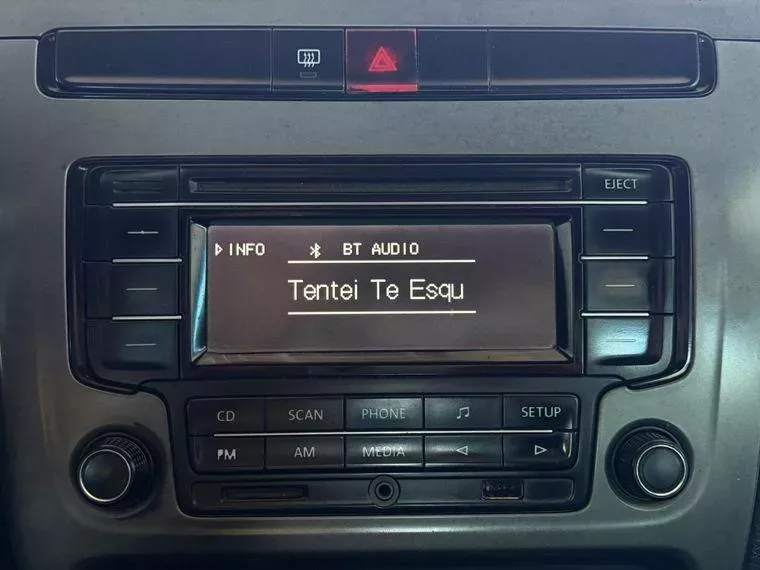 EJECT
INFO BT AUDIO
Tentei Te Esqu
CD SCAN PHONE SETUP
FM AM MEDIA